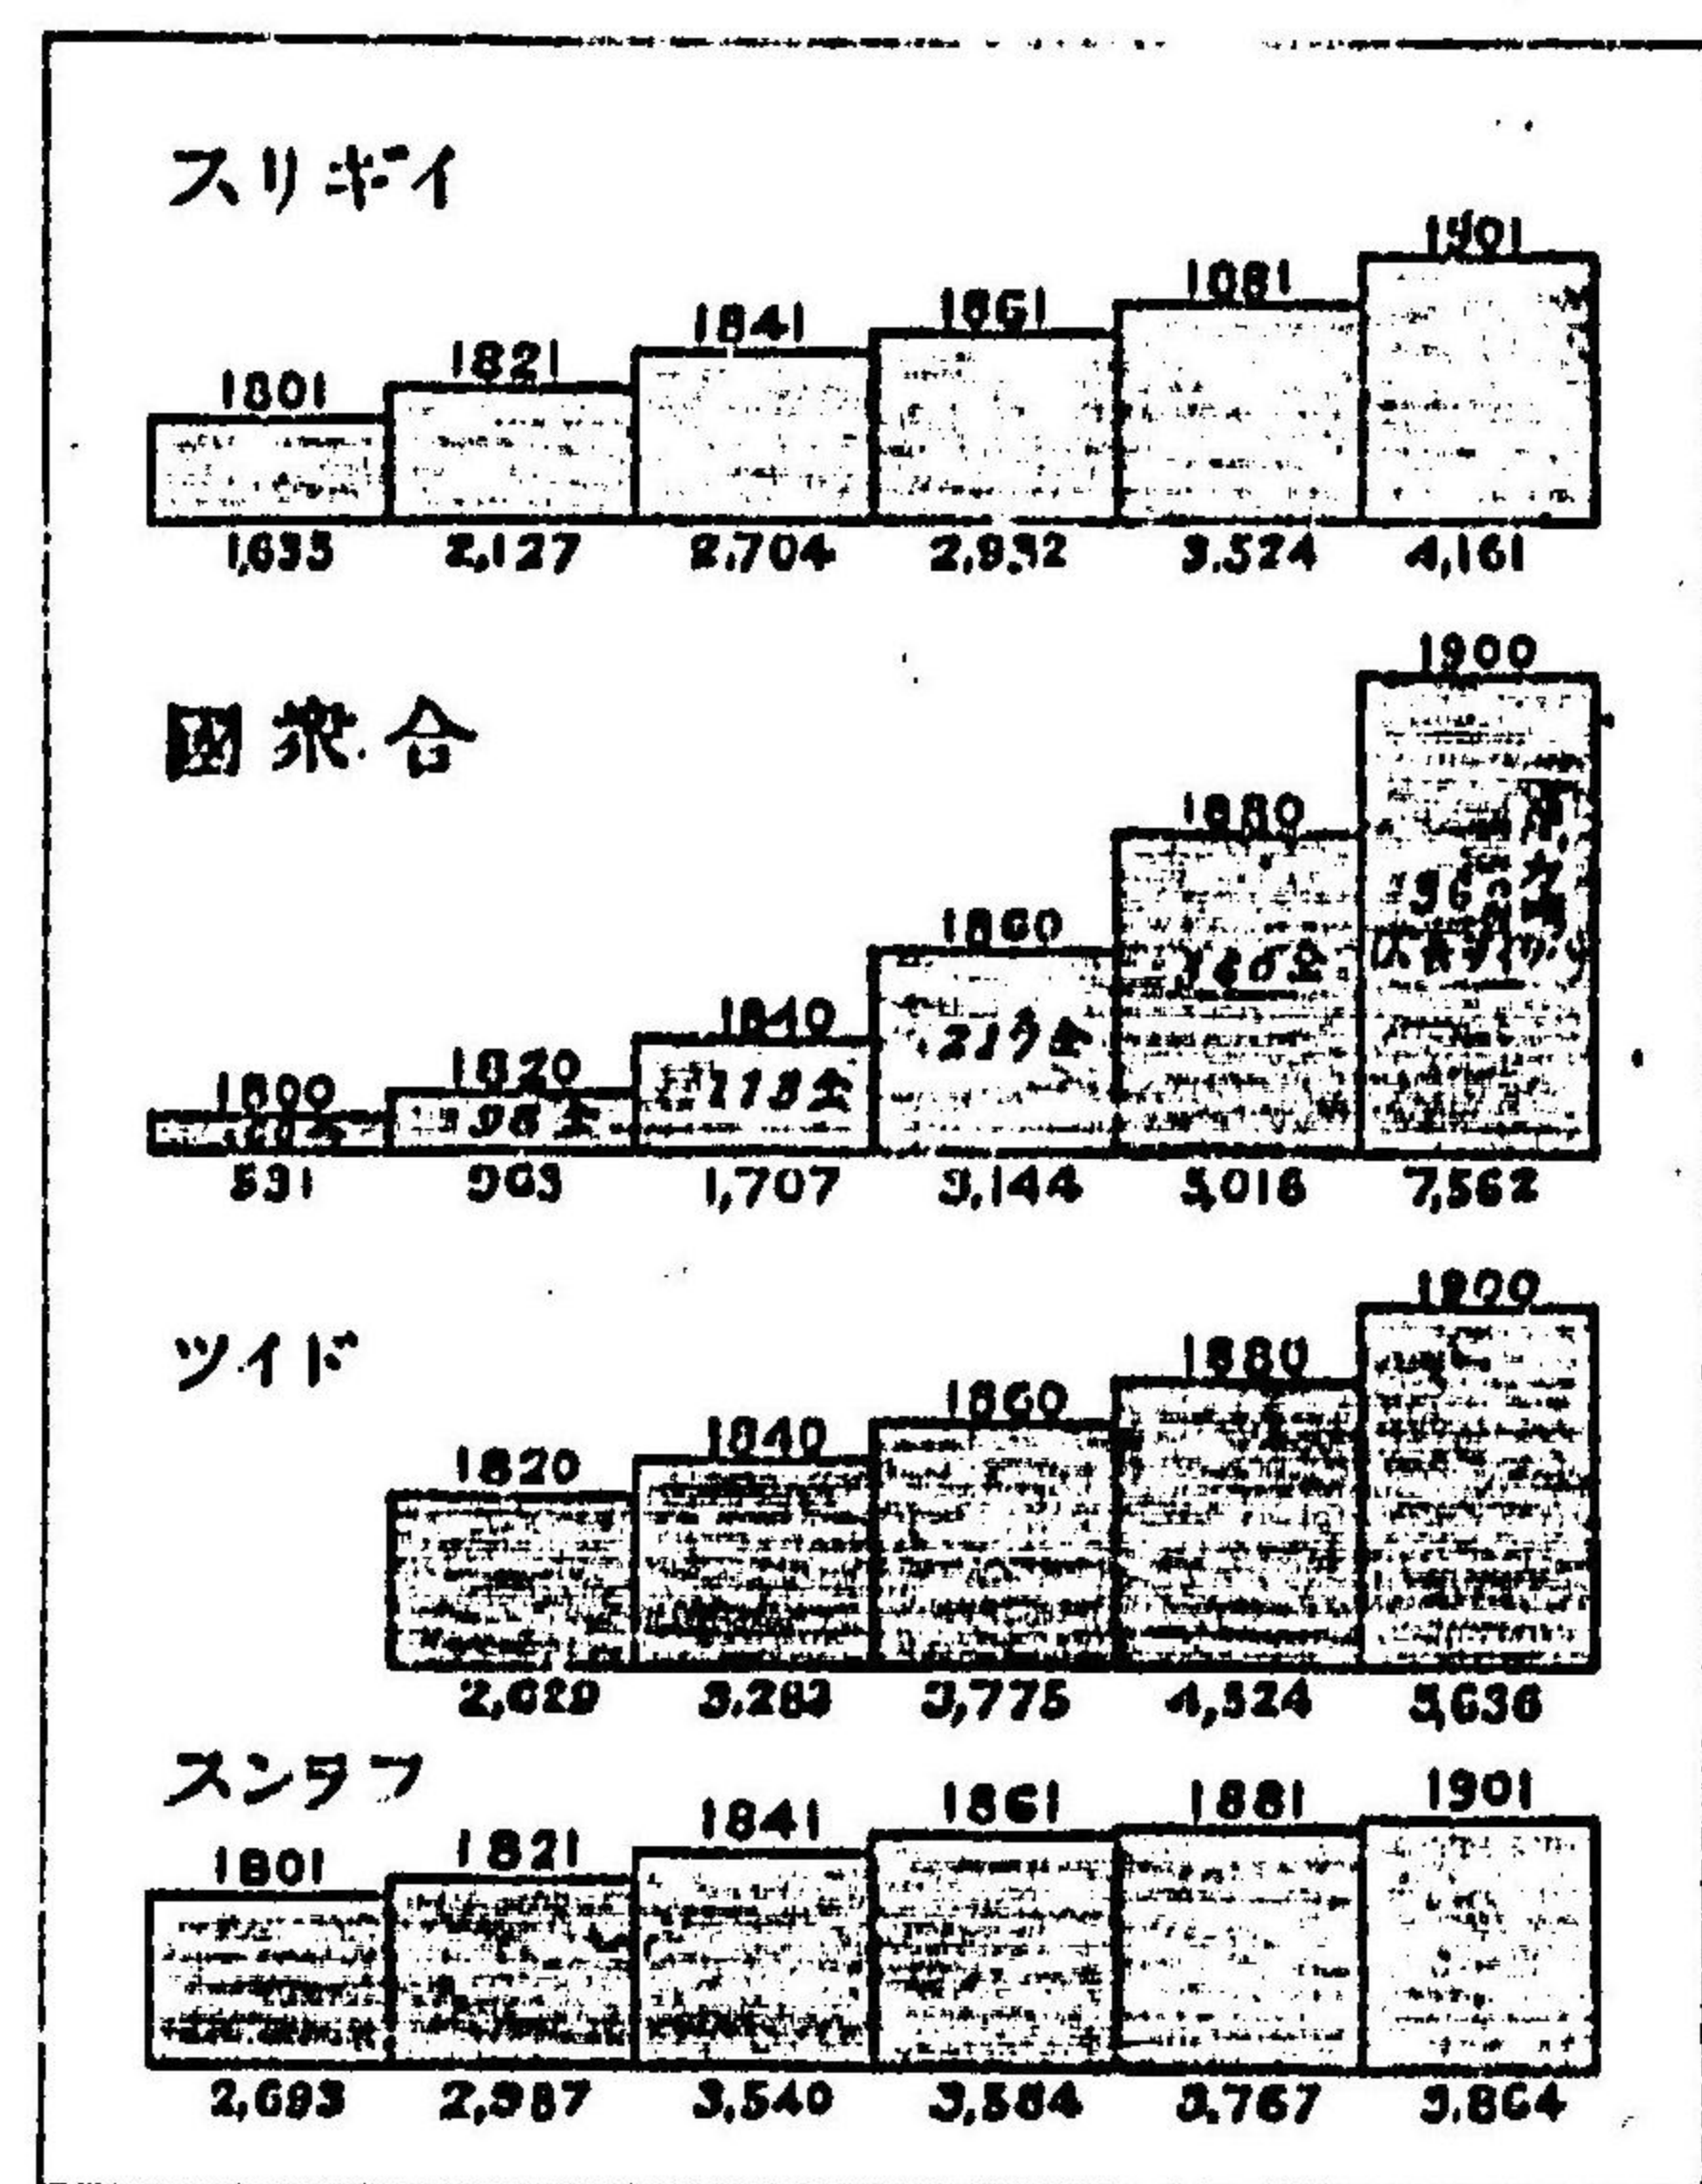 スリギイ
1801 1821 1841 1861 1881 1901
1,633 2,127 2,704 2,932 3,524 4,161
國衆合
1800 1820 1840 1860 1880 1900
531 963 1,707 3,144 5,016 7,562
ツイド
1820 1840 1860 1880 1900
2,629 3,283 3,775 4,524 5,636
スンラフ
1801 1821 1841 1861 1881 1901
2,693 2,987 3,540 3,584 3,767 3,864